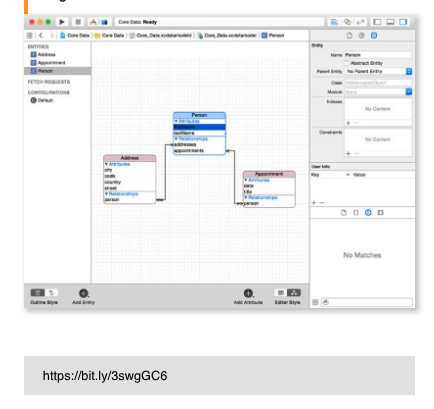 Core Data: Ready
Core Data
Core Data
Core_Data.xcdatamodeld
Core_Data.xcdatamodel
Person
ENTITIES
Address
Appointment
Person
FETCH REQUESTS
CONFIGURATIONS
Default
Person
Attributes
lastName
Relationships
addresses
appointments
Address
Attributes
city
code
country
street
Relationships
person
Appointment
Attributes
date
title
Relationships
person
Entity
Name Person
Abstract Entity
Parent Entity No Parent Entity
Class NSManagedObject
Module None
Indexes
No Content
Constraints
No Content
User Info
Key Value
No Matches
Outline Style
Add Entity
Add Attribute
Editor Style
https://bit.ly/3swgGC6